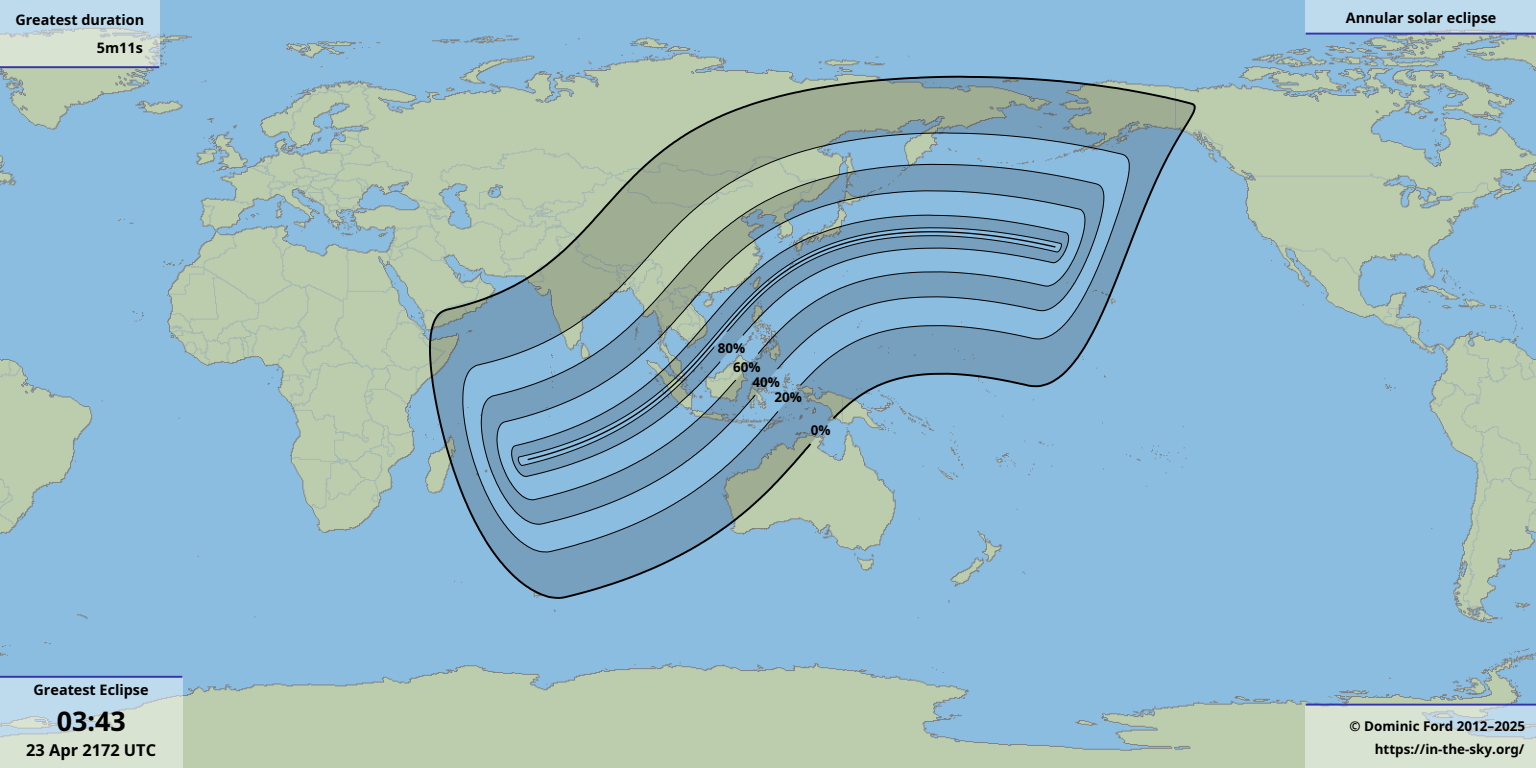 Greatest duration
5m11s
Annular solar eclipse
80%
60%
40%
20%
0%
Greatest Eclipse
03:43
23 Apr 2172 UTC
© Dominic Ford 2012–2025
https://in-the-sky.org/